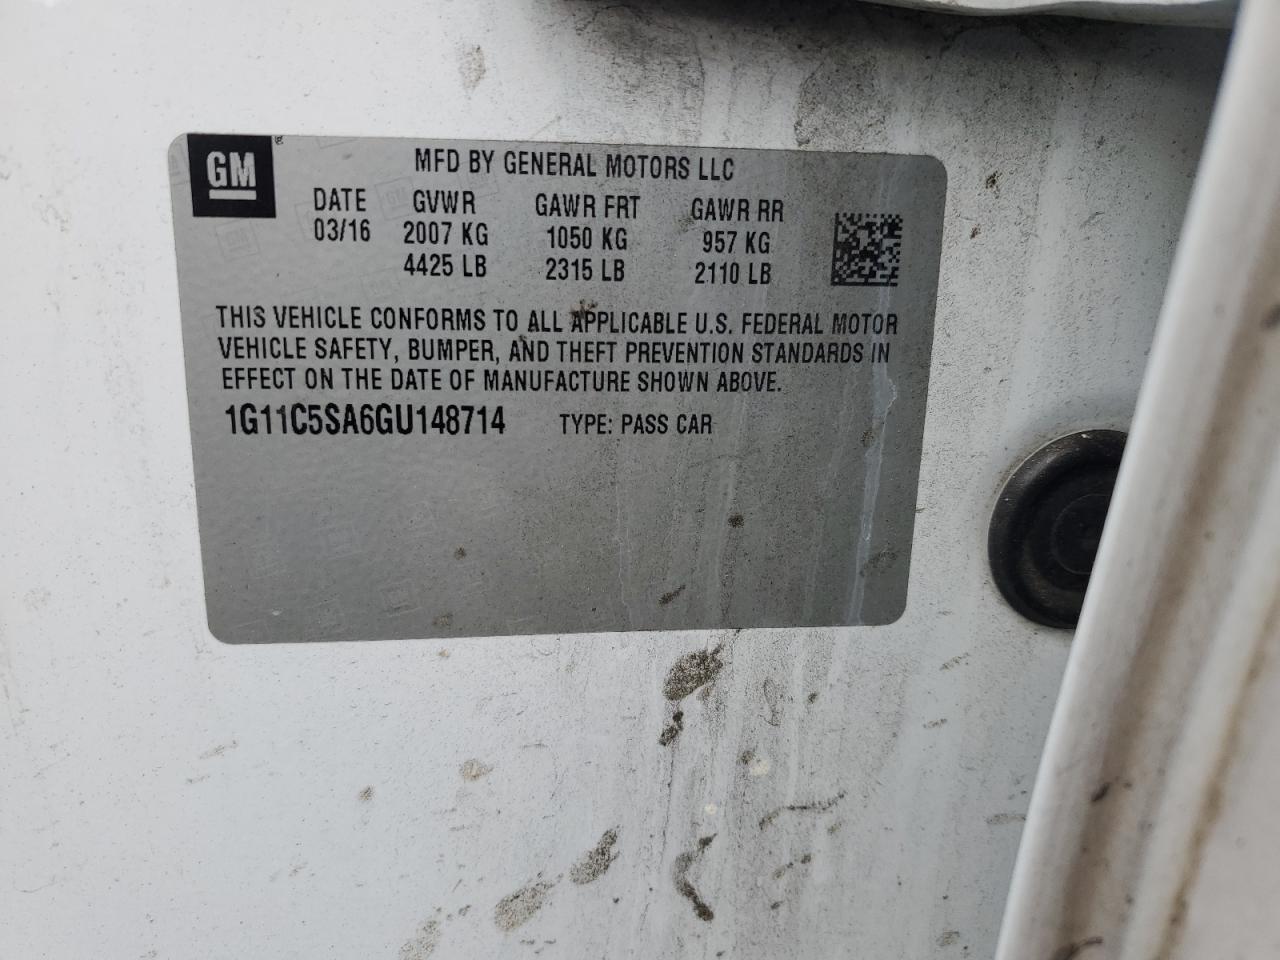 GM
MFD BY GENERAL MOTORS LLC
DATE GVWR GAWR FRT GAWR RR
03/16 2007 KG 1050 KG 957 KG
4425 LB 2315 LB 2110 LB
THIS VEHICLE CONFORMS TO ALL APPLICABLE U.S. FEDERAL MOTOR
VEHICLE SAFETY, BUMPER, AND THEFT PREVENTION STANDARDS IN
EFFECT ON THE DATE OF MANUFACTURE SHOWN ABOVE.
1G11C5SA6GU148714 TYPE: PASS CAR